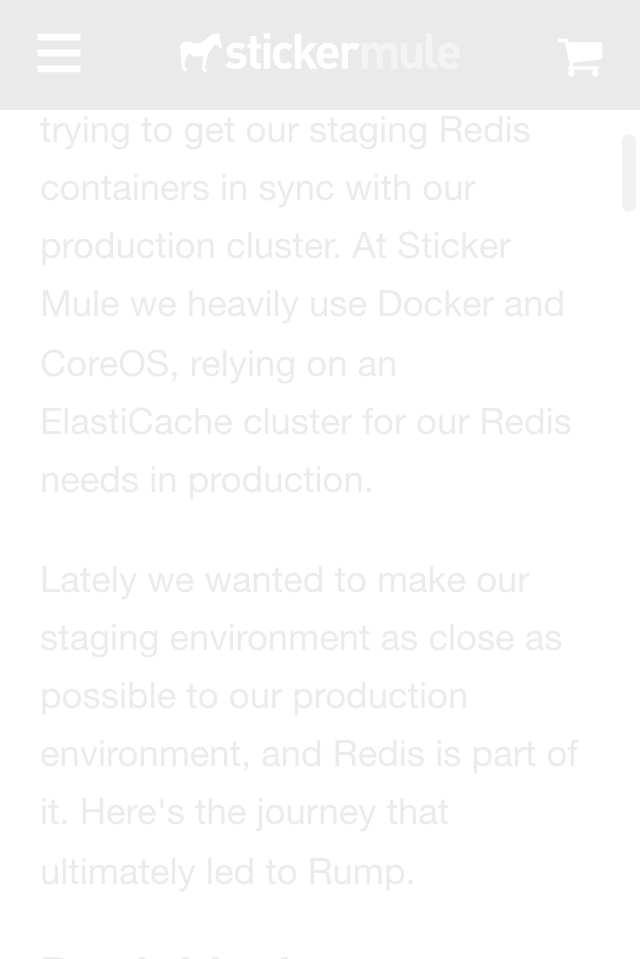 stickermule
trying to get our staging Redis
containers in sync with our
production cluster. At Sticker
Mule we heavily use Docker and
CoreOS, relying on an
ElastiCache cluster for our Redis
needs in production.
Lately we wanted to make our
staging environment as close as
possible to our production
environment, and Redis is part of
it. Here's the journey that
ultimately led to Rump.